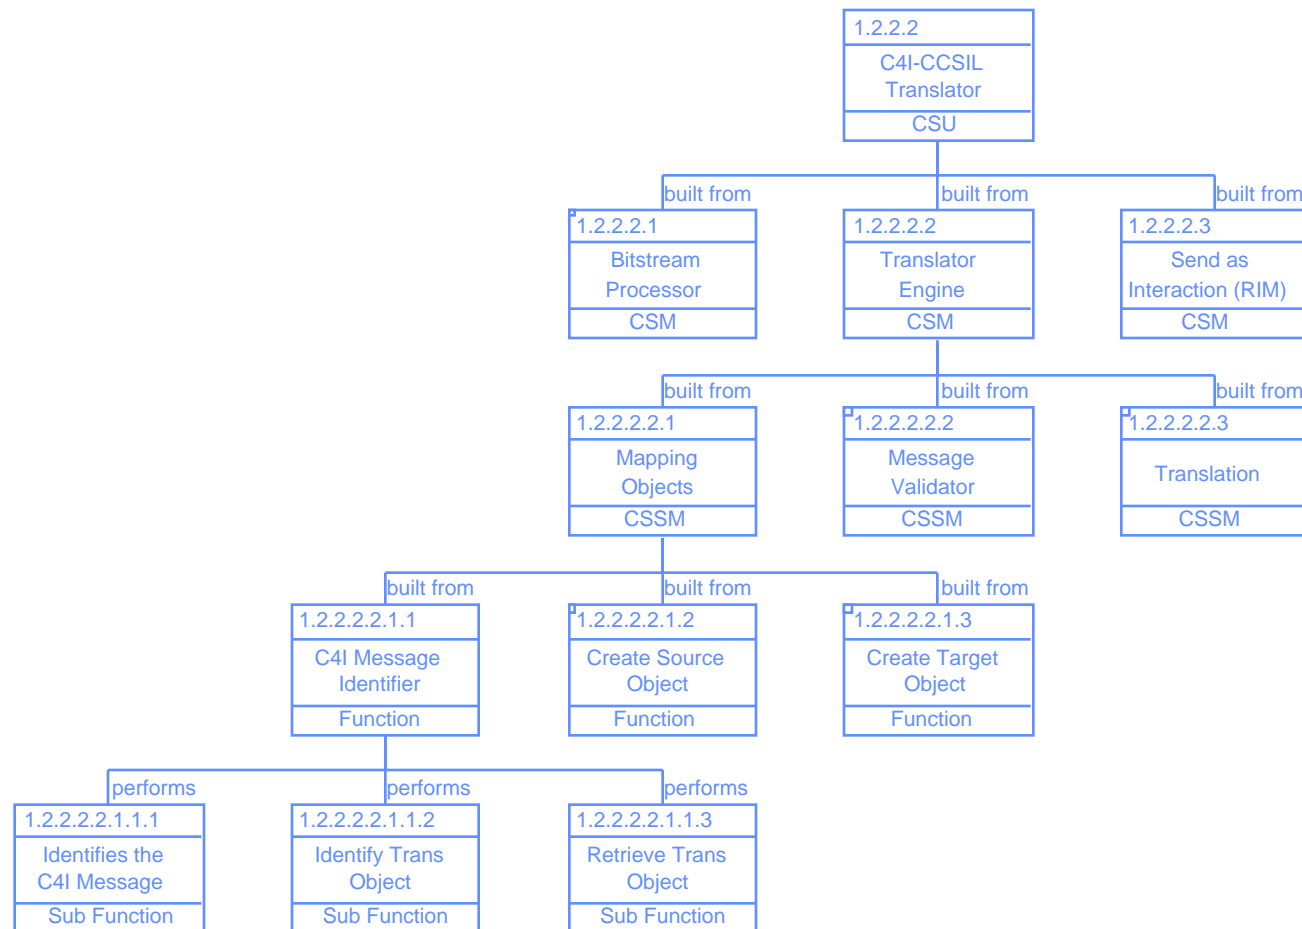 1.2.2.2
C4I-CCSIL
Translator
CSU
built from
built from
built from
1.2.2.2.1
Bitstream
Processor
CSM
1.2.2.2.2
Translator
Engine
CSM
1.2.2.2.3
Send as
Interaction (RIM)
CSM
built from
built from
built from
1.2.2.2.2.1
Mapping
Objects
CSSM
1.2.2.2.2.2
Message
Validator
CSSM
1.2.2.2.2.3
Translation
CSSM
built from
built from
built from
1.2.2.2.2.1.1
C4I Message
Identifier
Function
1.2.2.2.2.1.2
Create Source
Object
Function
1.2.2.2.2.1.3
Create Target
Object
Function
performs
performs
performs
1.2.2.2.2.1.1.1
Identifies the
C4I Message
Sub Function
1.2.2.2.2.1.1.2
Identify Trans
Object
Sub Function
1.2.2.2.2.1.1.3
Retrieve Trans
Object
Sub Function